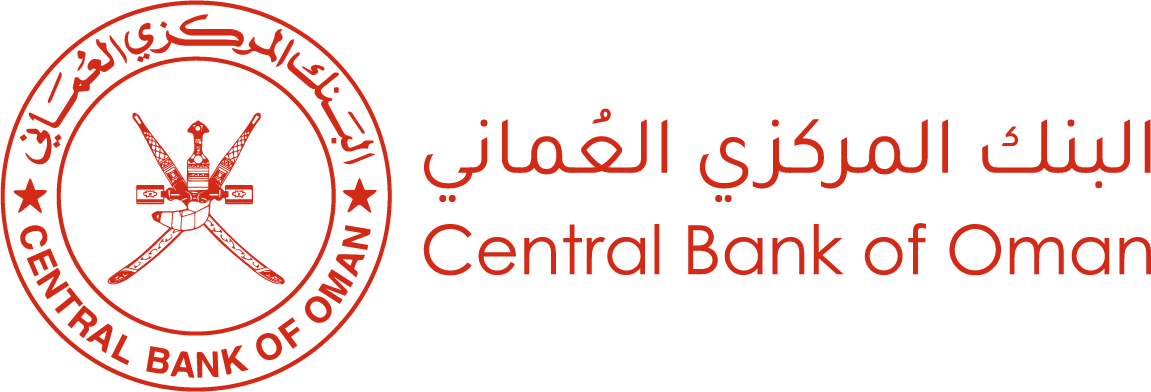 البنك المركزي العُماني
CENTRAL BANK OF OMAN
البنك المركزي العُماني
Central Bank of Oman